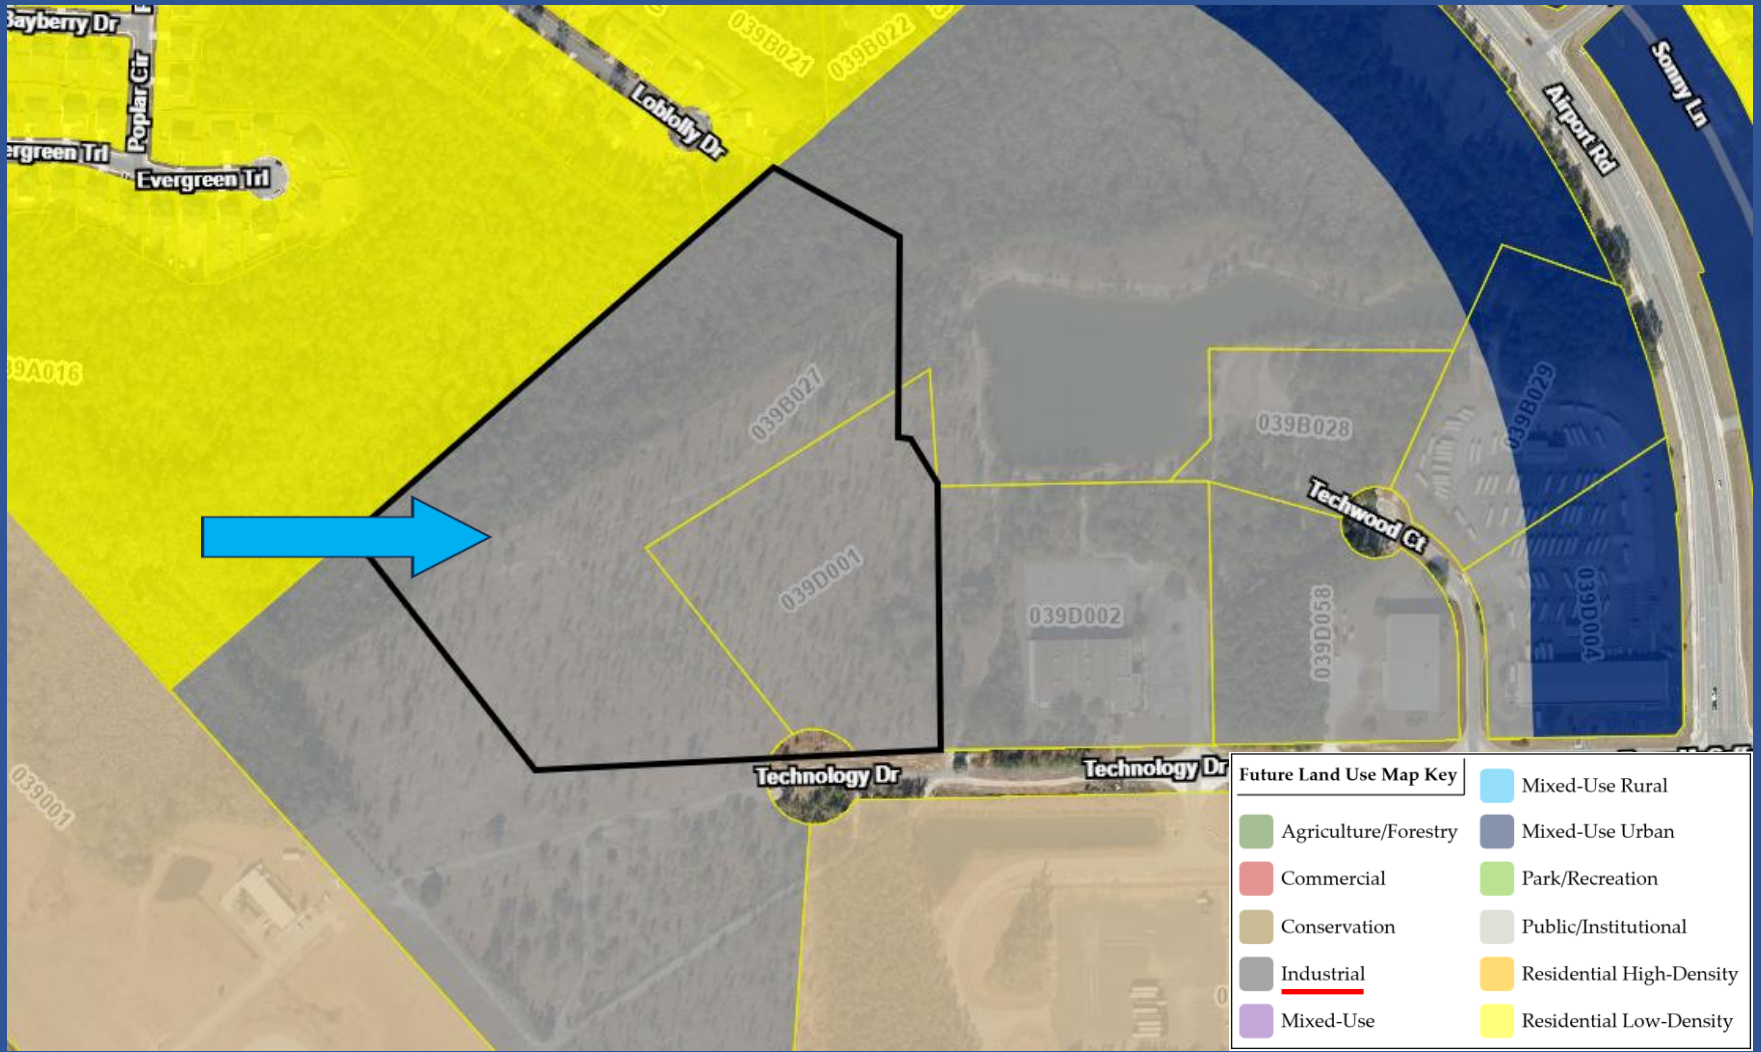 Bayberry Dr
Poplar Cir
ergreen Trl
Evergreen Trl
Loblolly Dr
039B021
039B022
Airport Rd
Sonny Ln
39A016
039B027
039B028
039B029
Techwood Ct
039D001
039D002
039D058
039D004
039001
Technology Dr
Technology Dr
Future Land Use Map Key
Agriculture/Forestry
Commercial
Conservation
Industrial
Mixed-Use
Mixed-Use Rural
Mixed-Use Urban
Park/Recreation
Public/Institutional
Residential High-Density
Residential Low-Density